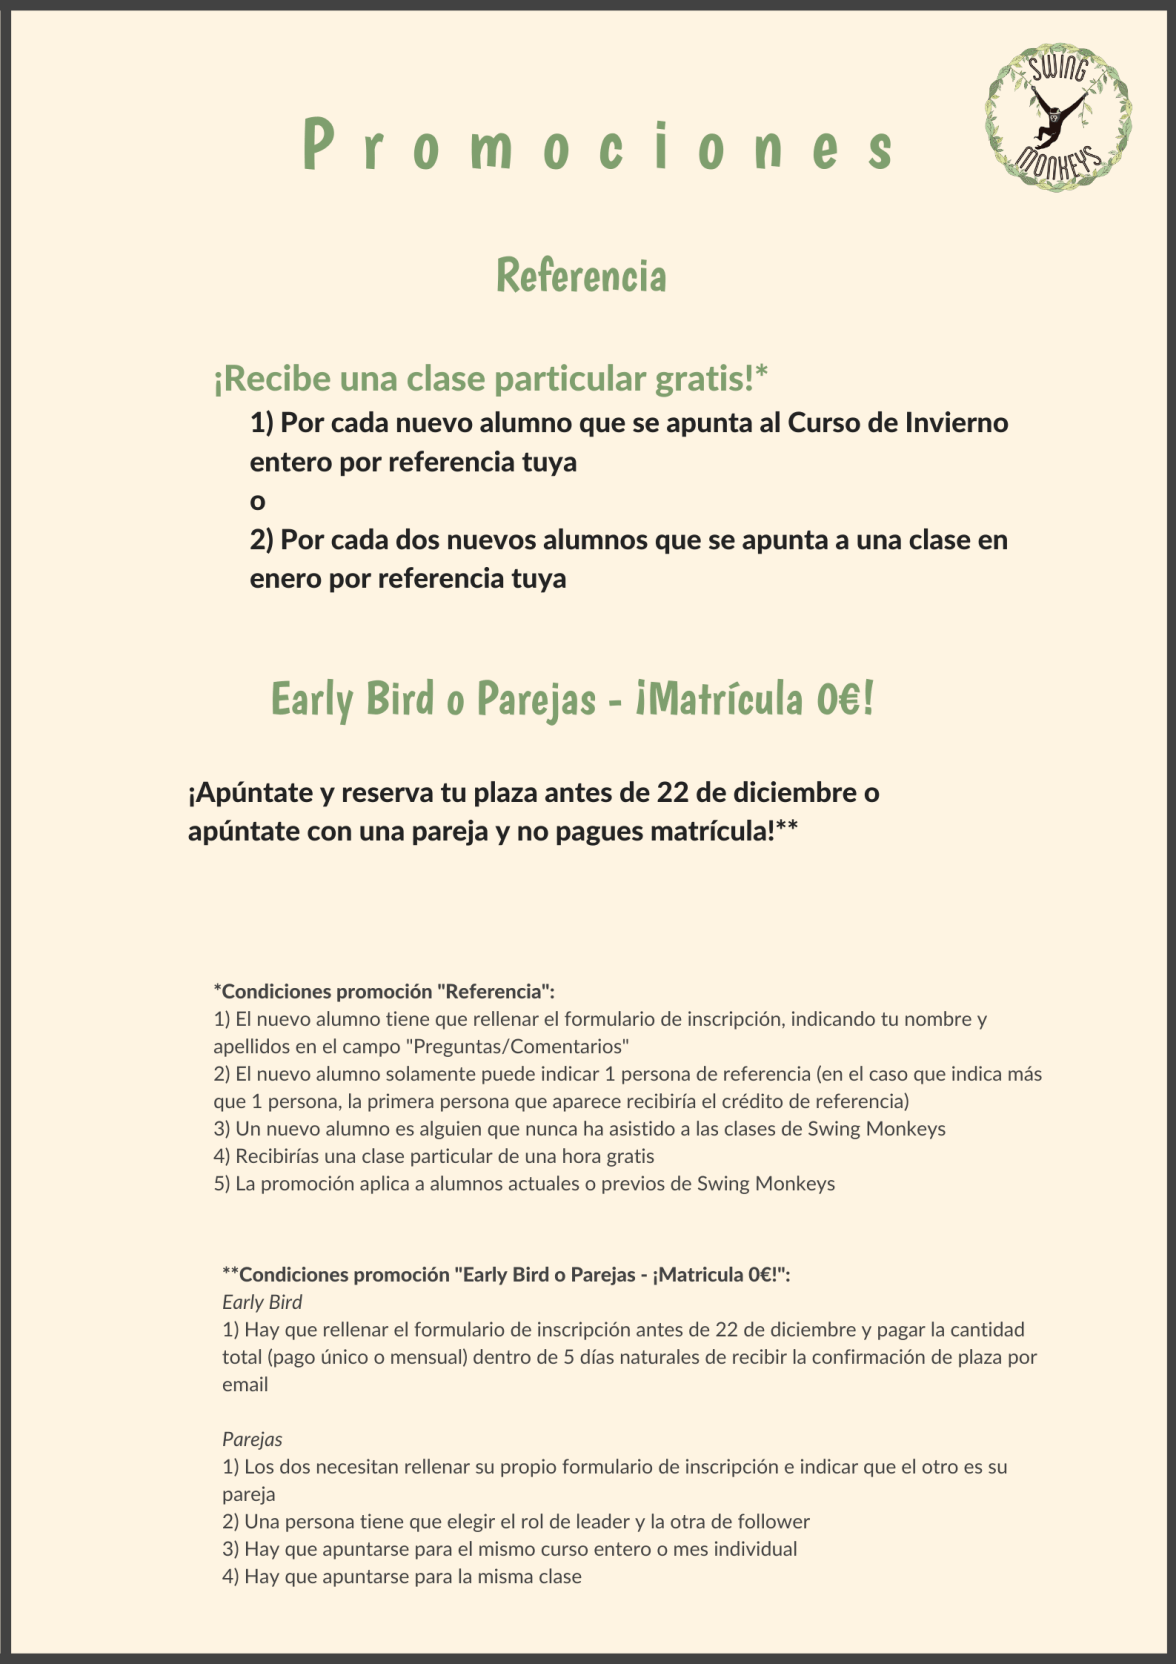 SWING
MONKEYS
Promociones
Referencia
¡Recibe una clase particular gratis!*
1) Por cada nuevo alumno que se apunta al Curso de Invierno
entero por referencia tuya
o
2) Por cada dos nuevos alumnos que se apunta a una clase en
enero por referencia tuya
Early Bird o Parejas - ¡Matrícula 0€!
¡Apúntate y reserva tu plaza antes de 22 de diciembre o
apúntate con una pareja y no pagues matrícula!**
*Condiciones promoción "Referencia":
1) El nuevo alumno tiene que rellenar el formulario de inscripción, indicando tu nombre y
apellidos en el campo "Preguntas/Comentarios"
2) El nuevo alumno solamente puede indicar 1 persona de referencia (en el caso que indica más
que 1 persona, la primera persona que aparece recibiría el crédito de referencia)
3) Un nuevo alumno es alguien que nunca ha asistido a las clases de Swing Monkeys
4) Recibirías una clase particular de una hora gratis
5) La promoción aplica a alumnos actuales o previos de Swing Monkeys
**Condiciones promoción "Early Bird o Parejas - ¡Matricula 0€!":
Early Bird
1) Hay que rellenar el formulario de inscripción antes de 22 de diciembre y pagar la cantidad
total (pago único o mensual) dentro de 5 días naturales de recibir la confirmación de plaza por
email
Parejas
1) Los dos necesitan rellenar su propio formulario de inscripción e indicar que el otro es su
pareja
2) Una persona tiene que elegir el rol de leader y la otra de follower
3) Hay que apuntarse para el mismo curso entero o mes individual
4) Hay que apuntarse para la misma clase